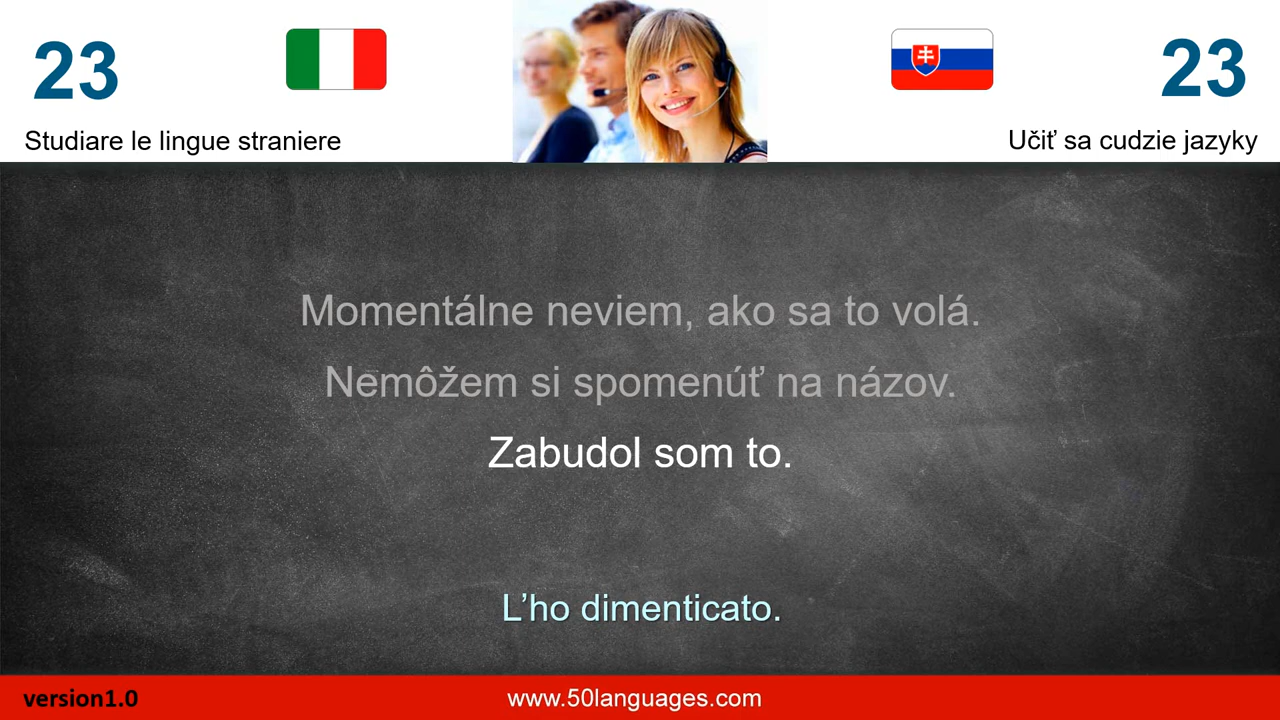 23
23
Studiare le lingue straniere
Učiť sa cudzie jazyky
Momentálne neviem, ako sa to volá.
Nemôžem si spomenúť na názov.
Zabudol som to.
L’ho dimenticato.
version1.0
www.50languages.com